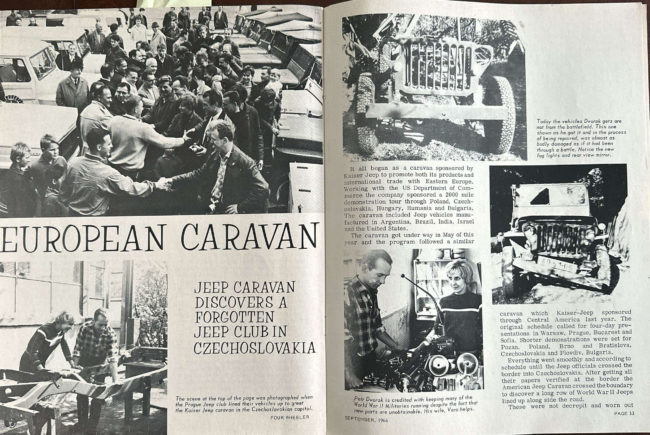 EUROPEAN CARAVAN
JEEP CARAVAN
DISCOVERS A
FORGOTTEN
JEEP CLUB IN
CZECHOSLOVAKIA
The scene at top of the page was photographed when
the Prague Jeep club lined their vehicles up to greet
the Kaiser Jeep caravan in the Czechoslovakian capitol.
FOUR WHEELER
Today the vehicles Dvorak gets are
not from the battlefield. This one
shown as he got it and in the process
of being repaired, was almost as
badly damaged as if it had been
through a battle. Notice the new
fog lights and rear view mirror.
It all began as a caravan sponsored by
Kaiser Jeep to promote both its products and
international trade with Eastern Europe.
Working with the US Department of Com-
merce the company sponsored a 2000 mile
demonstration tour through Poland, Czech-
oslavakia, Hungary, Rumania and Bulgaria.
The caravan included Jeep vehicles manu-
factured in Argentina, Brazil, India, Israel
and the United States.
The caravan got under way in May of this
year and the program followed a similar
Petr Dvorak is credited with keeping many of the
World War II Militaries running despite the fact that
new parts are unobtainable. His wife, Vera helps.
SEPTEMBER, 1966
caravan which Kaiser-Jeep sponsored
through Central America last year. The
original schedule called for four-day pre-
sentations in Warsaw, Prague, Bucarest and
Sofia. Shorter demonstrations were set for
Pozan, Poland, Brno and Bratislova,
Czechoslovakia and Plovdiv, Bulgaria.
Everything went smoothly and according to
schedule until the Jeep officials crossed the
border into Czechoslovakia. After getting all
their papers verified at the border the
American Jeep Caravan crossed the boundary
to discover a long row of World War II Jeeps
lined up along side the road.
These were not decrepit and worn out
PAGE 33